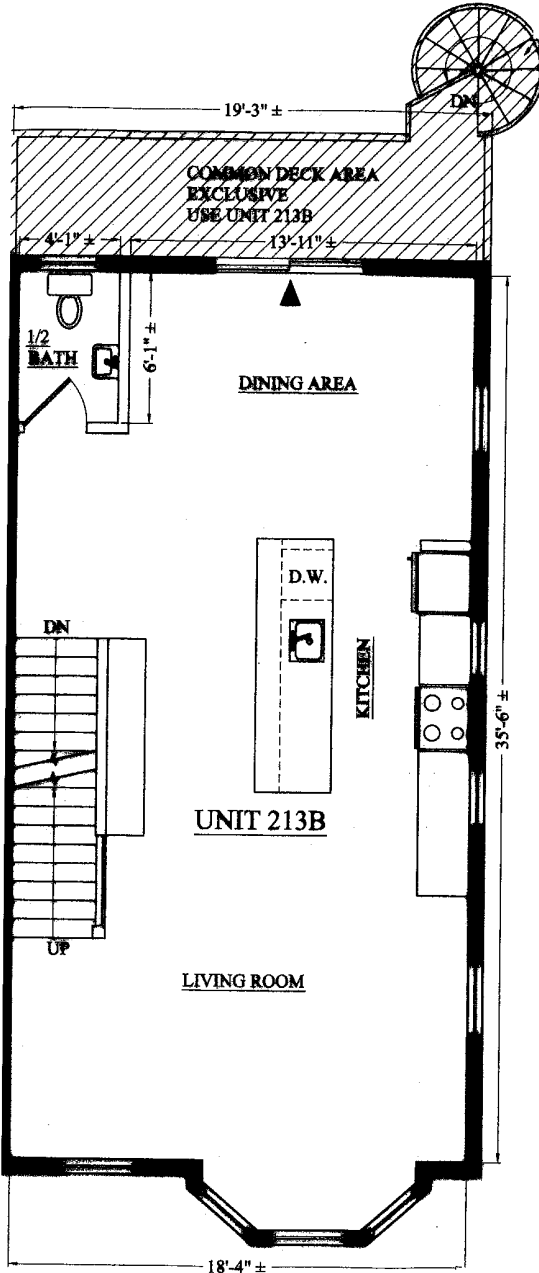 19'-3" ±
DN
COMMON DECK AREA
EXCLUSIVE
USE UNIT 213B
4'-1" ±
13'-11" ±
1/2
BATH
6'-1" ±
DINING AREA
D.W.
DN
KITCHEN
35'-6" ±
UNIT 213B
UP
LIVING ROOM
18'-4" ±